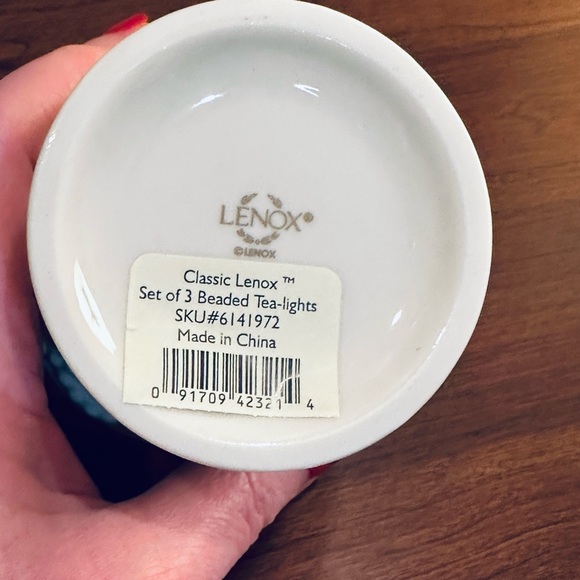 LENOX®
©LENOX
Classic Lenox ™
Set of 3 Beaded Tea-lights
SKU#6141972
Made in China
0 91709 42321 4